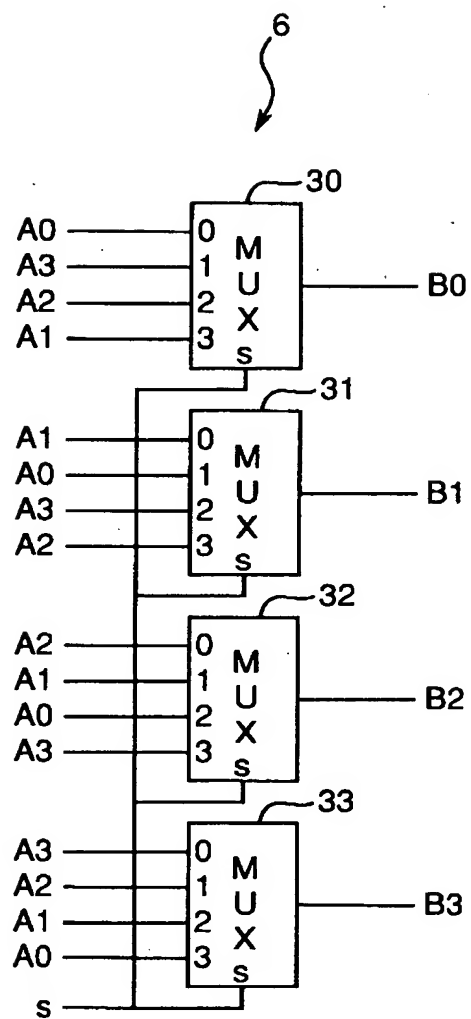 6
30
A0 0 M
A3 1 U B0
A2 2 X
A1 3 s
31
A1 0 M
A0 1 U B1
A3 2 X
A2 3 s
32
A2 0 M
A1 1 U B2
A0 2 X
A3 3 s
33
A3 0 M
A2 1 U B3
A1 2 X
A0 3 s
s